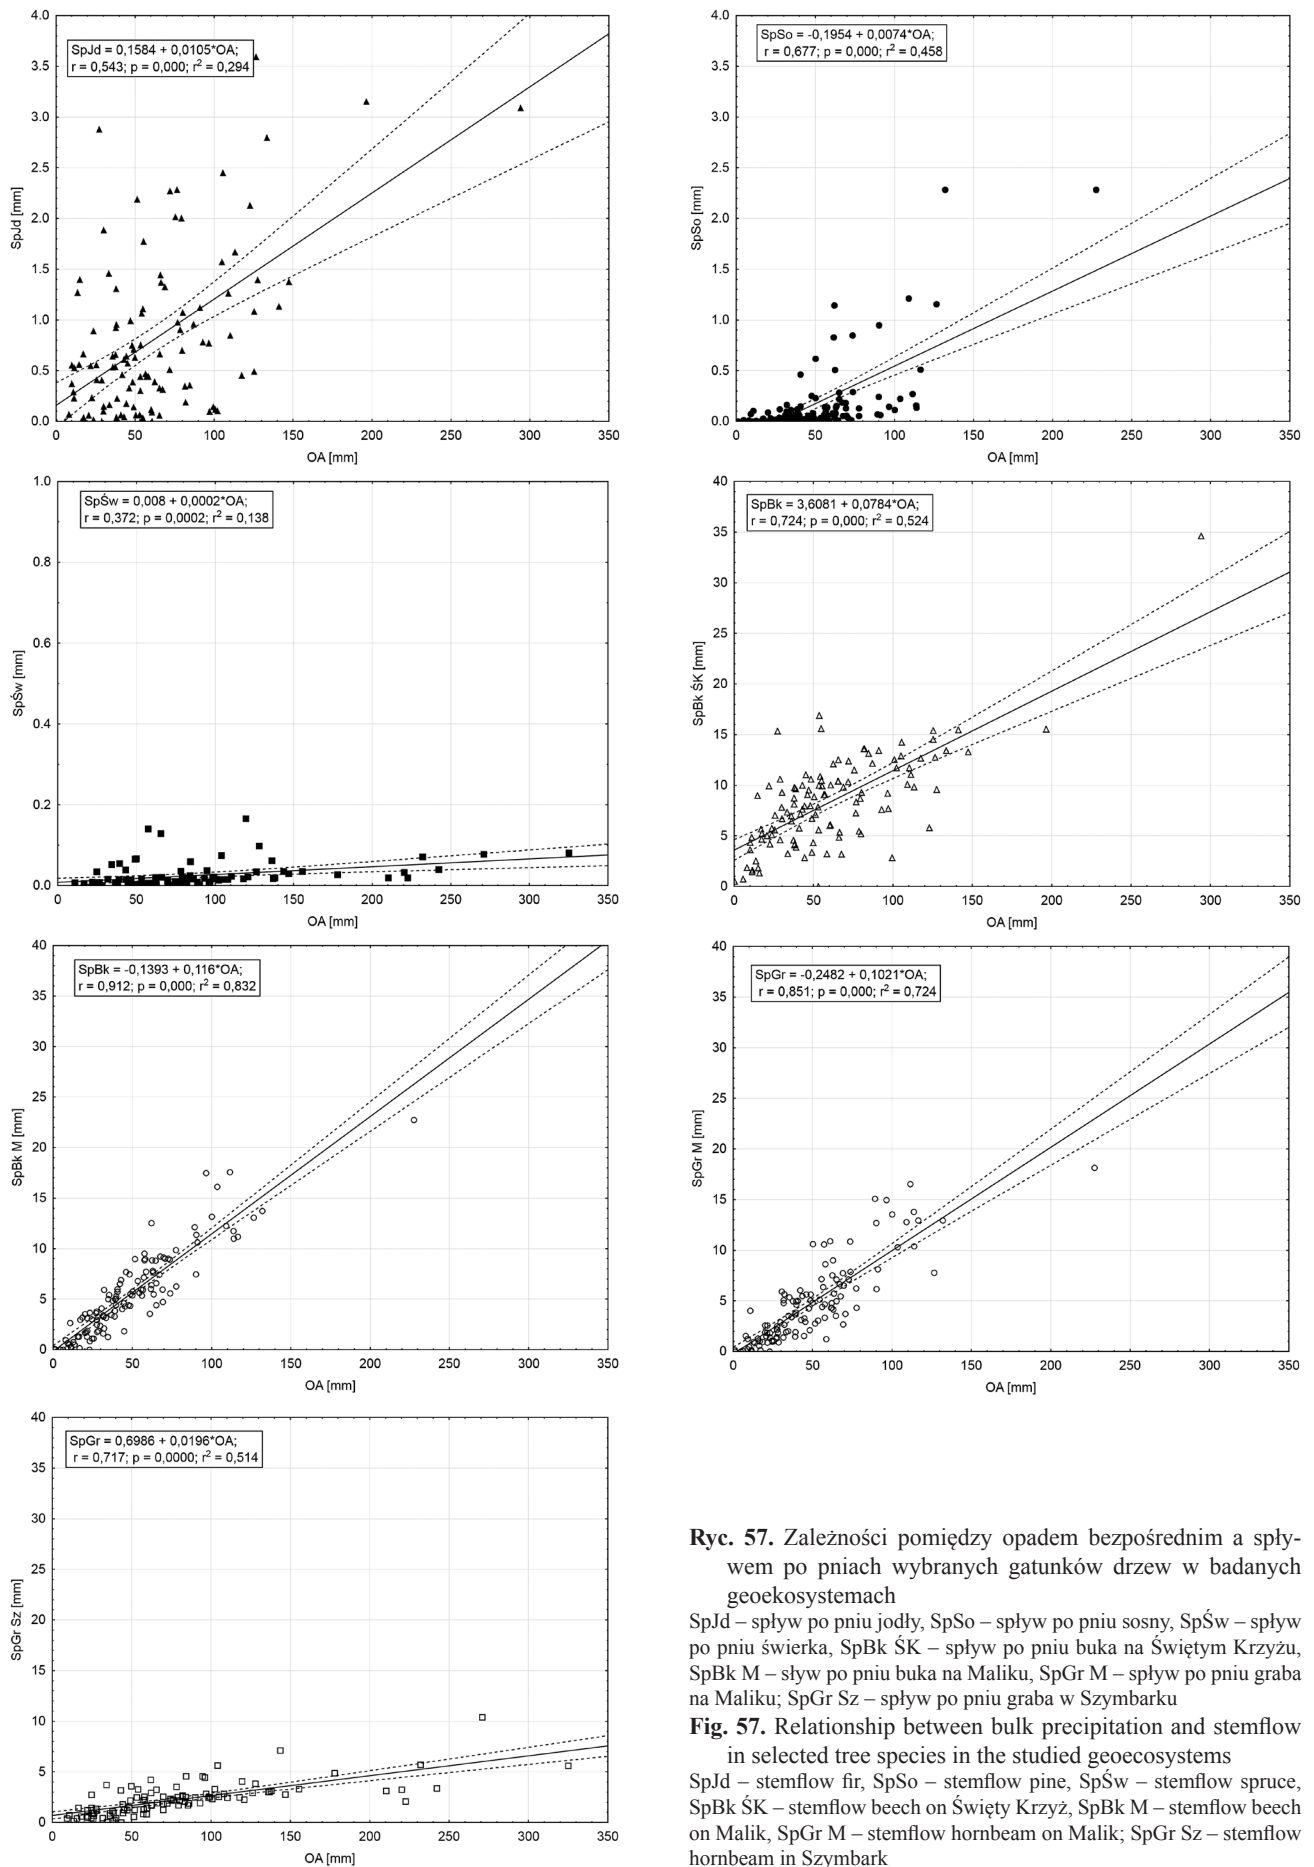 SpJd = 0,1584 + 0,0105*OA;
r = 0,543; p = 0,000; r² = 0,294
4.0
3.5
3.0
2.5
2.0
1.5
1.0
0.5
0.0
SpJd [mm]
0 50 100 150 200 250 300 350
OA [mm]
SpSo = -0,1954 + 0,0074*OA;
r = 0,677; p = 0,000; r² = 0,458
4.0
3.5
3.0
2.5
2.0
1.5
1.0
0.5
0.0
SpSo [mm]
0 50 100 150 200 250 300 350
OA [mm]
SpŚw = 0,008 + 0,0002*OA;
r = 0,372; p = 0,0002; r² = 0,138
1.0
0.8
0.6
0.4
0.2
0.0
SpŚw [mm]
0 50 100 150 200 250 300 350
OA [mm]
SpBk = 3,6081 + 0,0784*OA;
r = 0,724; p = 0,000; r² = 0,524
40
35
30
25
20
15
10
5
0
SpBk ŚK [mm]
0 50 100 150 200 250 300 350
OA [mm]
SpBk = -0,1393 + 0,116*OA;
r = 0,912; p = 0,000; r² = 0,832
40
35
30
25
20
15
10
5
0
SpBk M [mm]
0 50 100 150 200 250 300 350
OA [mm]
SpGr = -0,2482 + 0,1021*OA;
r = 0,851; p = 0,000; r² = 0,724
40
35
30
25
20
15
10
5
0
SpGr M [mm]
0 50 100 150 200 250 300 350
OA [mm]
SpGr = 0,6986 + 0,0196*OA;
r = 0,717; p = 0,0000; r² = 0,514
40
35
30
25
20
15
10
5
0
SpGr Sz [mm]
0 50 100 150 200 250 300 350
OA [mm]
Ryc. 57. Zależności pomiędzy opadem bezpośrednim a spły-
wem po pniach wybranych gatunków drzew w badanych
geoekosystemach
SpJd – spływ po pniu jodły, SpSo – spływ po pniu sosny, SpŚw – spływ
po pniu świerka, SpBk ŚK – spływ po pniu buka na Świętym Krzyżu,
SpBk M – sływ po pniu buka na Maliku, SpGr M – spływ po pniu graba
na Maliku; SpGr Sz – spływ po pniu graba w Szymbarku
Fig. 57. Relationship between bulk precipitation and stemflow
in selected tree species in the studied geoecosystems
SpJd – stemflow fir, SpSo – stemflow pine, SpŚw – stemflow spruce,
SpBk ŚK – stemflow beech on Święty Krzyż, SpBk M – stemflow beech
on Malik, SpGr M – stemflow hornbeam on Malik; SpGr Sz – stemflow
hornbeam in Szymbark